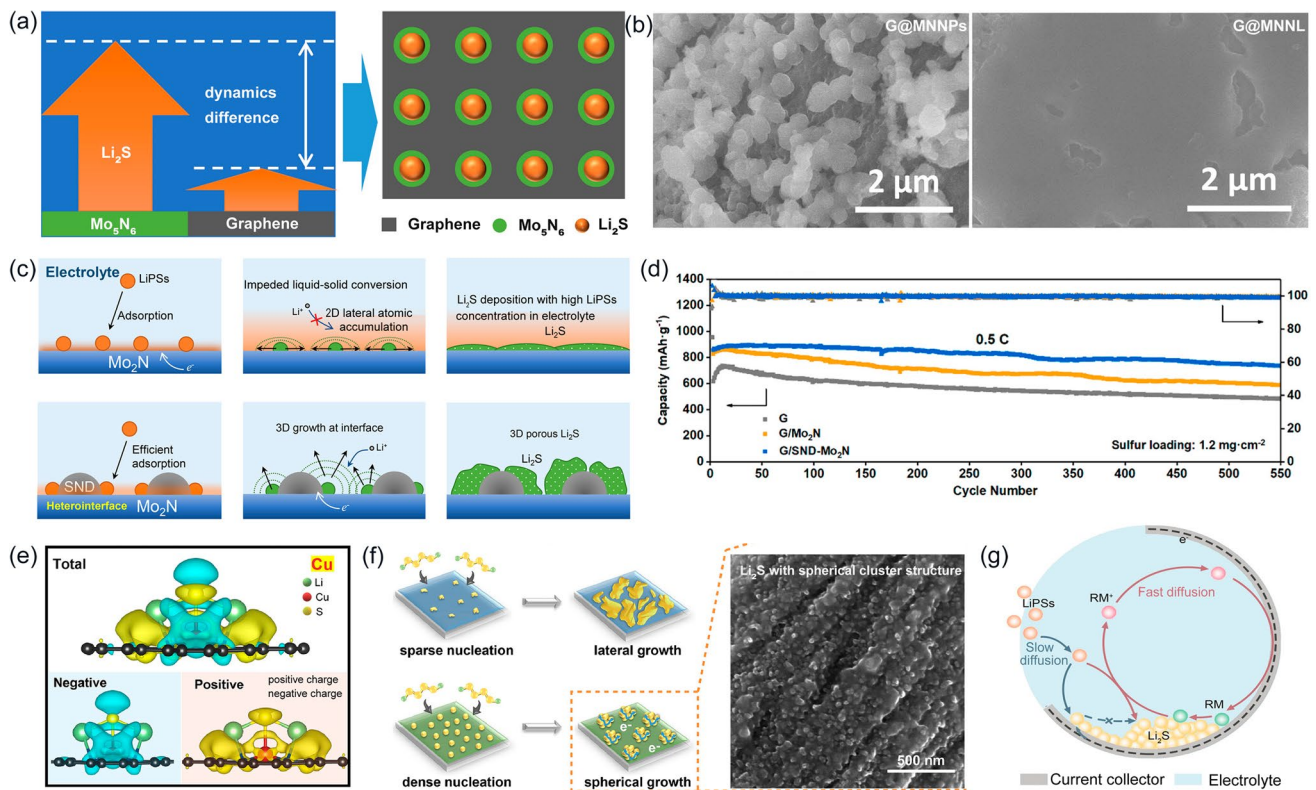 (a)
dynamics
difference
Li₂S
Mo₅N₆
Graphene
Graphene
Mo₅N₆
Li₂S
(b)
G@MNNPs
2 μm
G@MNNL
2 μm
(c)
Electrolyte
LiPSs
Adsorption
Mo₂N
e⁻
Impeded liquid-solid conversion
Li⁺
2D lateral atomic
accumulation
Li₂S deposition with high LiPSs
concentration in electrolyte
Li₂S
Efficient
adsorption
SND
Heterointerface
Mo₂N
3D growth at interface
Li⁺
e⁻
3D porous Li₂S
Li₂S
(d)
Capacity (mAh·g⁻¹)
1400
1200
1000
800
600
400
200
0
100
80
60
40
20
0
0.5 C
G
G/Mo₂N
G/SND-Mo₂N
Sulfur loading: 1.2 mg·cm⁻²
0
50
100
150
200
250
300
350
400
450
500
550
Cycle Number
(e)
Total
Cu
Li
Cu
S
Negative
Positive
positive charge
negative charge
(f)
sparse nucleation
lateral growth
dense nucleation
spherical growth
e⁻
e⁻
Li₂S with spherical cluster structure
500 nm
(g)
e⁻
LiPSs
RM⁺
Fast diffusion
Slow
diffusion
RM
Li₂S
Current collector
Electrolyte